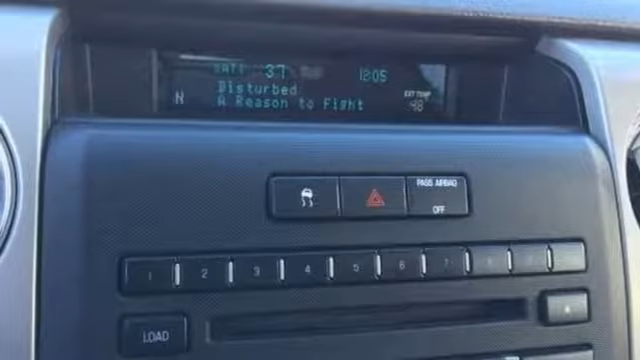 SAT1 37 12:05
Disturbed
N A Reason to Fight
EXT TEMP
48
PASS AIRBAG
OFF
1 2 3 4 5 6 7
LOAD